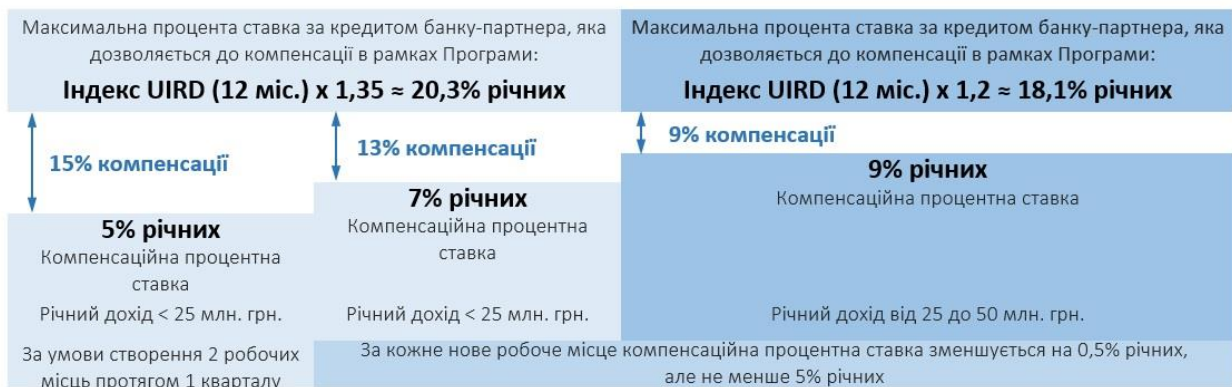 Максимальна процента ставка за кредитом банку-партнера, яка
дозволяється до компенсації в рамках Програми:
Індекс UIRD (12 міс.) x 1,35 ≈ 20,3% річних
15% компенсації
13% компенсації
5% річних
Компенсаційна процентна
ставка
Річний дохід < 25 млн. грн.
За умови створення 2 робочих
місць протягом 1 кварталу
7% річних
Компенсаційна процентна
ставка
Річний дохід < 25 млн. грн.
Максимальна процента ставка за кредитом банку-партнера, яка
дозволяється до компенсації в рамках Програми:
Індекс UIRD (12 міс.) x 1,2 ≈ 18,1% річних
9% компенсації
9% річних
Компенсаційна процентна ставка
Річний дохід від 25 до 50 млн. грн.
За кожне нове робоче місце компенсаційна процентна ставка зменшується на 0,5% річних,
але не менше 5% річних